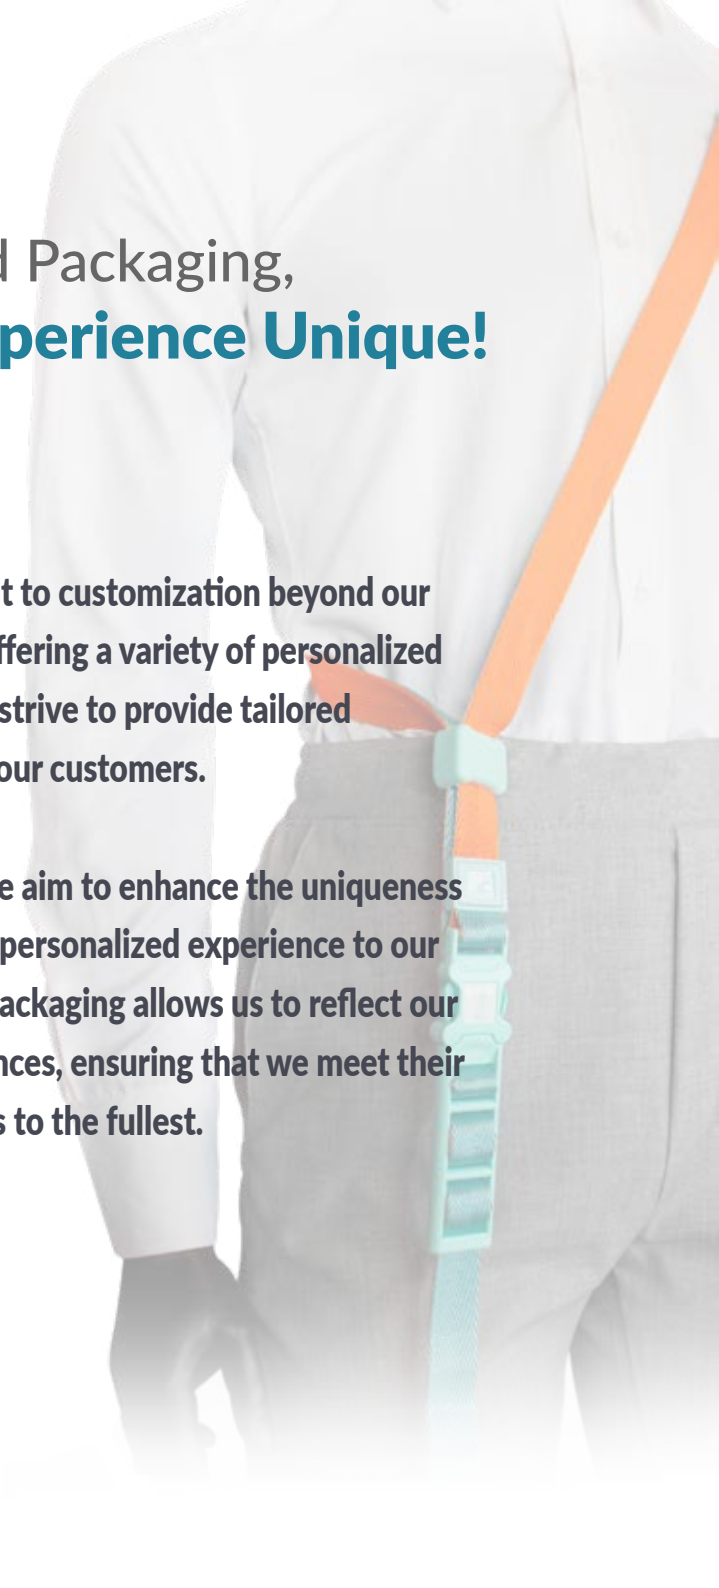 d Packaging,
perience Unique!
t to customization beyond our
ffering a variety of personalized
strive to provide tailored
our customers.
e aim to enhance the uniqueness
personalized experience to our
ackaging allows us to reflect our
nces, ensuring that we meet their
s to the fullest.